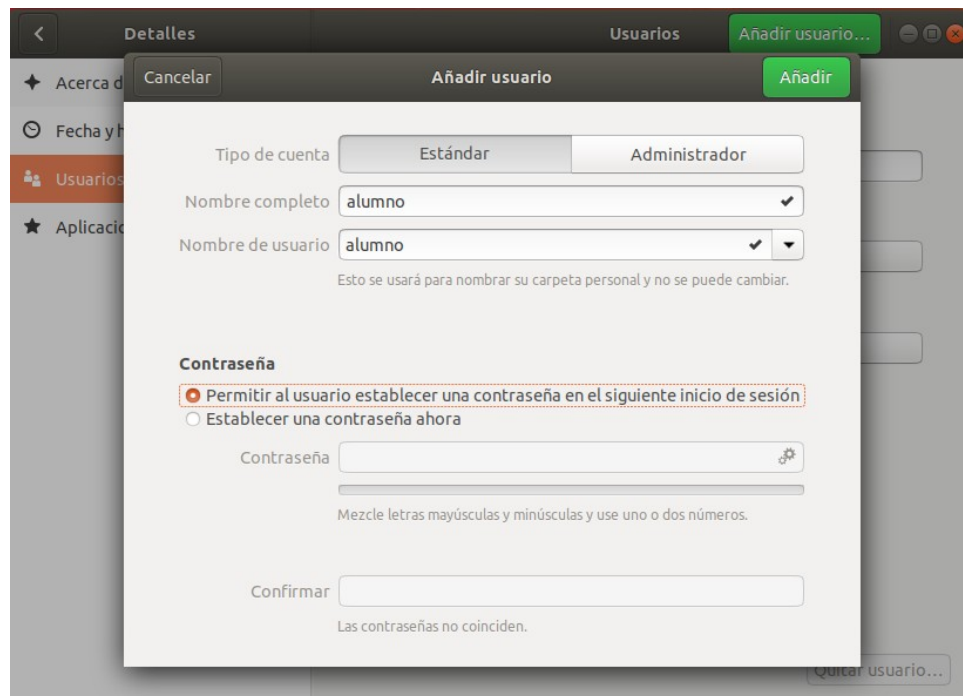 Detalles
Usuarios
Añadir usuario...
Acerca d
Fecha y h
Usuarios
Aplicacio
Cancelar
Añadir usuario
Añadir
Tipo de cuenta
Estándar
Administrador
Nombre completo
alumno
Nombre de usuario
alumno
Esto se usará para nombrar su carpeta personal y no se puede cambiar.
Contraseña
Permitir al usuario establecer una contraseña en el siguiente inicio de sesión
Establecer una contraseña ahora
Contraseña
Mezcle letras mayúsculas y minúsculas y use uno o dos números.
Confirmar
Las contraseñas no coinciden.
Quitar usuario...